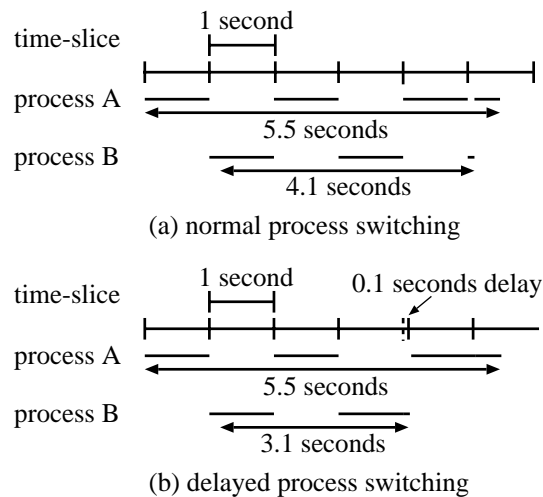 1 second
time-slice
process A
5.5 seconds
process B
4.1 seconds
(a) normal process switching
1 second
0.1 seconds delay
time-slice
process A
5.5 seconds
process B
3.1 seconds
(b) delayed process switching